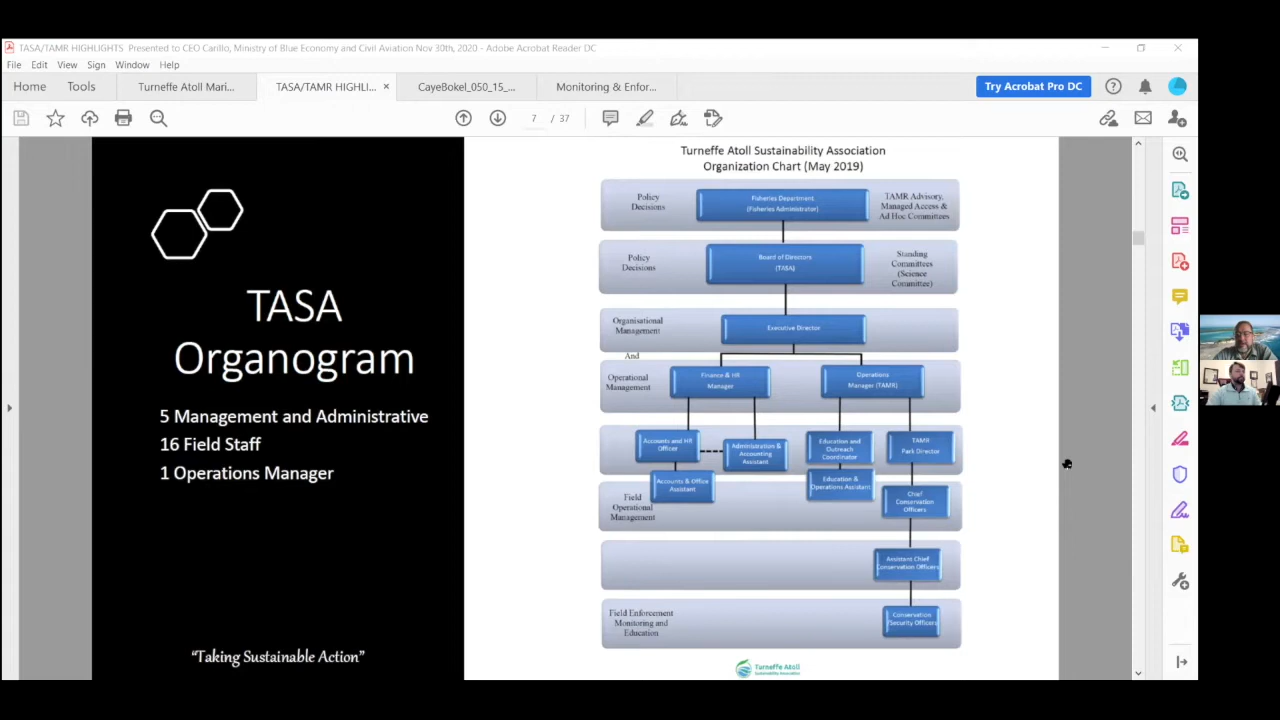 TASA/TAMR HIGHLIGHTS  Presented to CEO Carillo, Ministry of Blue Economy and Civil Aviation Nov 30th, 2020 - Adobe Acrobat Reader DC
File Edit View Sign Window Help
Home Tools Turneffe Atoll Mari... TASA/TAMR HIGHLI... × CayeBokel_050_15_... Monitoring & Enfor... Try Acrobat Pro DC
7 / 37
TASA
Organogram
5 Management and Administrative
16 Field Staff
1 Operations Manager
“Taking Sustainable Action”
Turneffe Atoll Sustainability Association
Organization Chart (May 2019)
Policy
Decisions
Fisheries Department
(Fisheries Administrator)
TAMR Advisory,
Managed Access &
Ad Hoc Committees
Policy
Decisions
Board of Directors
(TASA)
Standing
Committees
(Science
Committee)
Organisational
Management
Executive Director
And
Operational
Management
Finance & HR
Manager
Operations
Manager (TAMR)
Accounts and HR
Officer
Administration &
Accounting
Assistant
Education and
Outreach
Coordinator
TAMR
Park Director
Accounts & Office
Assistant
Education &
Operations Assistant
Field
Operational
Management
Chief
Conservation
Officers
Assistant Chief
Conservation Officers
Field Enforcement
Monitoring and
Education
Conservation
/Security Officers
Turneffe Atoll
Sustainability Association